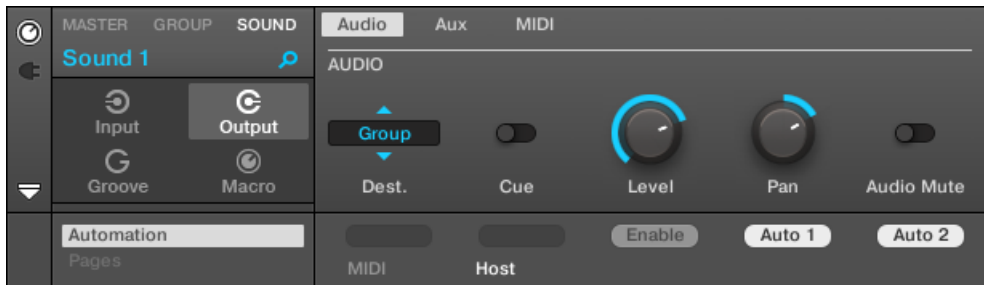 MASTER GROUP SOUND
Sound 1
Input Output
Groove Macro
Automation
Pages
Audio Aux MIDI
AUDIO
Group
Dest. Cue Level Pan Audio Mute
Enable Auto 1 Auto 2
MIDI Host